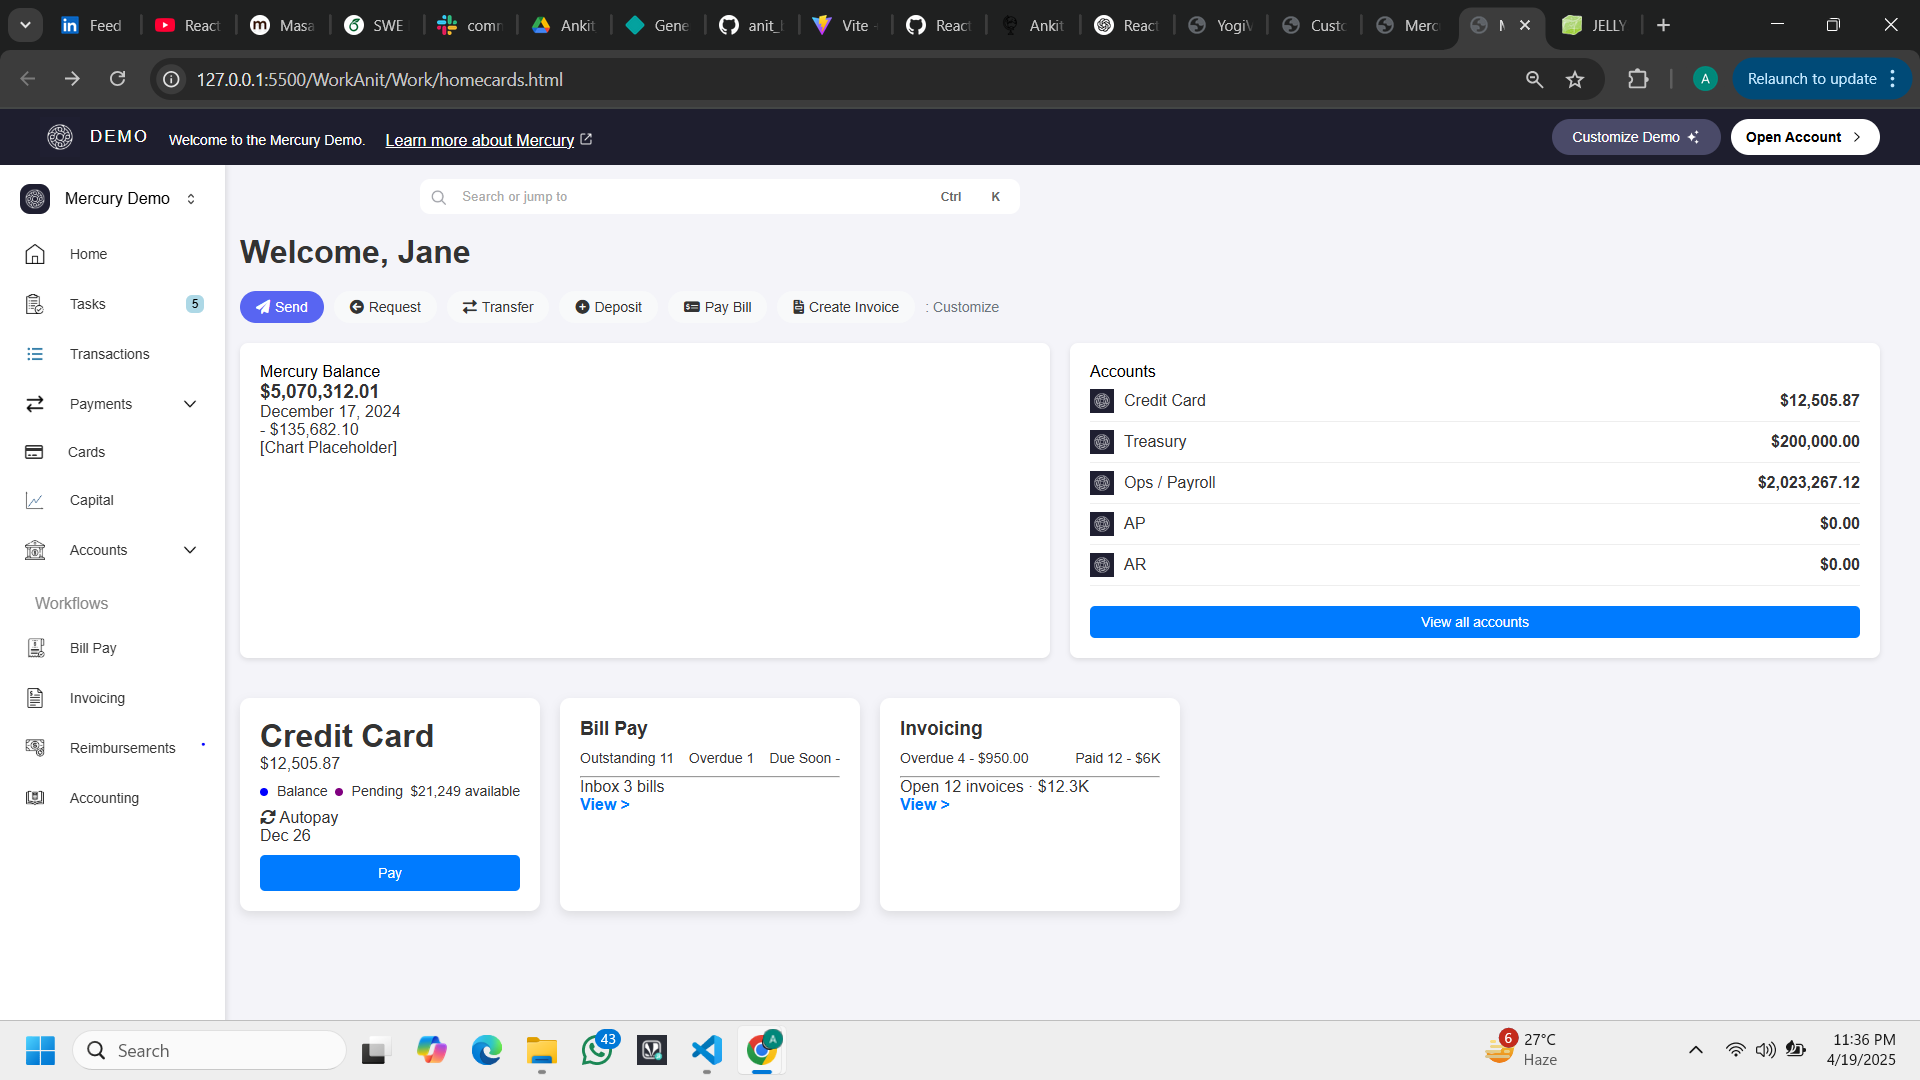 Feed
React
Masa
SWE
comm
Ankit
Gene
anit_
Vite
React
Ankit
React
YogiV
Custo
Merc
JELLY
127.0.0.1:5500/WorkAnit/Work/homecards.html
A
Relaunch to update
DEMO Welcome to the Mercury Demo. Learn more about Mercury
Customize Demo
Open Account
Mercury Demo
Home
Tasks 5
Transactions
Payments
Cards
Capital
Accounts
Workflows
Bill Pay
Invoicing
Reimbursements
Accounting
Search or jump to Ctrl K
Welcome, Jane
Send Request Transfer Deposit Pay Bill Create Invoice : Customize
Mercury Balance
$5,070,312.01
December 17, 2024
- $135,682.10
[Chart Placeholder]
Accounts
Credit Card $12,505.87
Treasury $200,000.00
Ops / Payroll $2,023,267.12
AP $0.00
AR $0.00
View all accounts
Credit Card
$12,505.87
Balance Pending $21,249 available
Autopay
Dec 26
Pay
Bill Pay
Outstanding 11 Overdue 1 Due Soon -
Inbox 3 bills
View >
Invoicing
Overdue 4 - $950.00 Paid 12 - $6K
Open 12 invoices · $12.3K
View >
Search
43
A
6
27°C
Haze
11:36 PM
4/19/2025